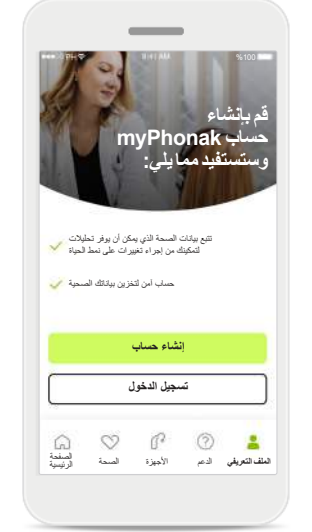 PH
9:41 AM
%100
قم بإنشاء
حساب myPhonak
وستستفيد مما يلي:
تتبع بيانات الصحة الذي يمكن أن يوفر تحليلات
لتمكينك من إجراء تغييرات على نمط الحياة
حساب آمن لتخزين بياناتك الصحية
إنشاء حساب
تسجيل الدخول
الملف التعريفي
الدعم
الأجهزة
الصحة
الصفحة
الرئيسية